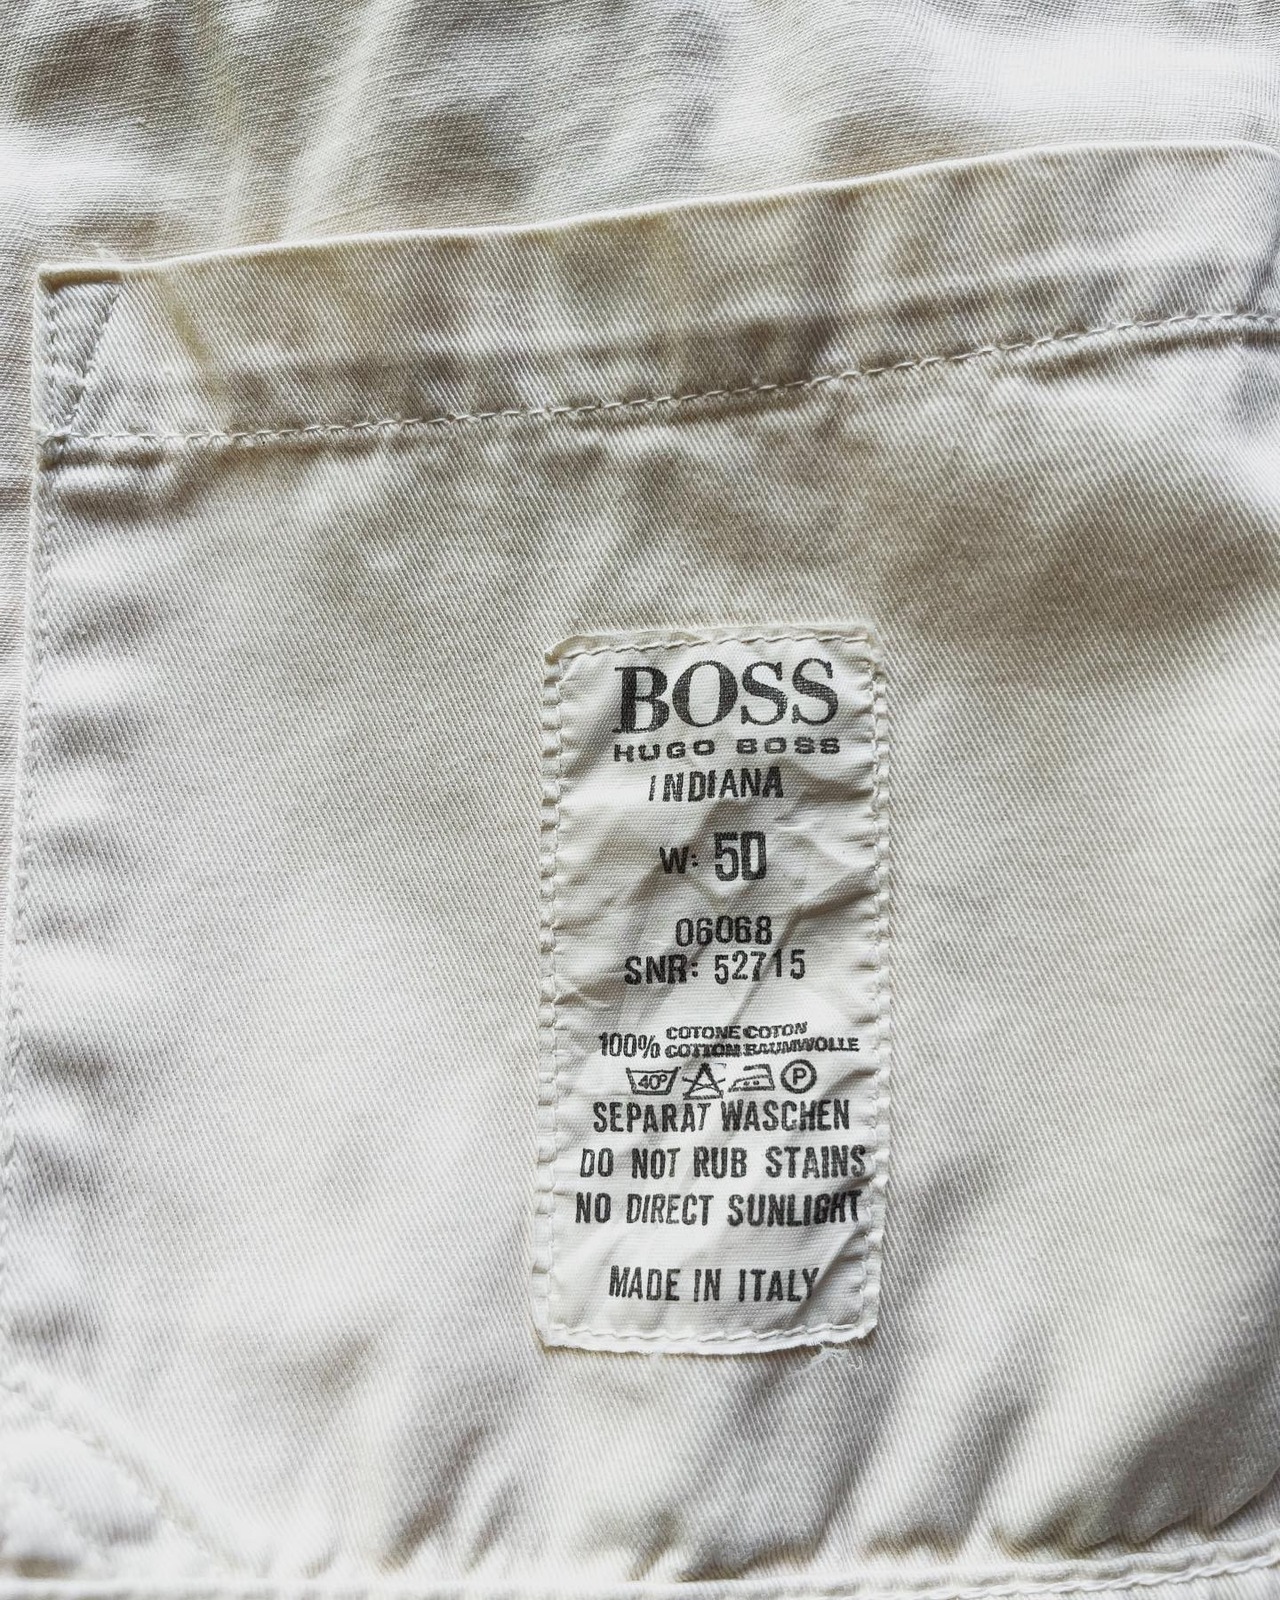 BOSS
HUGO BOSS
INDIANA
W: 50
06068
SNR: 52715
100% COTONE COTON
COTTON BAUMWOLLE
40° P
SEPARAT WASCHEN
DO NOT RUB STAINS
NO DIRECT SUNLIGHT
MADE IN ITALY